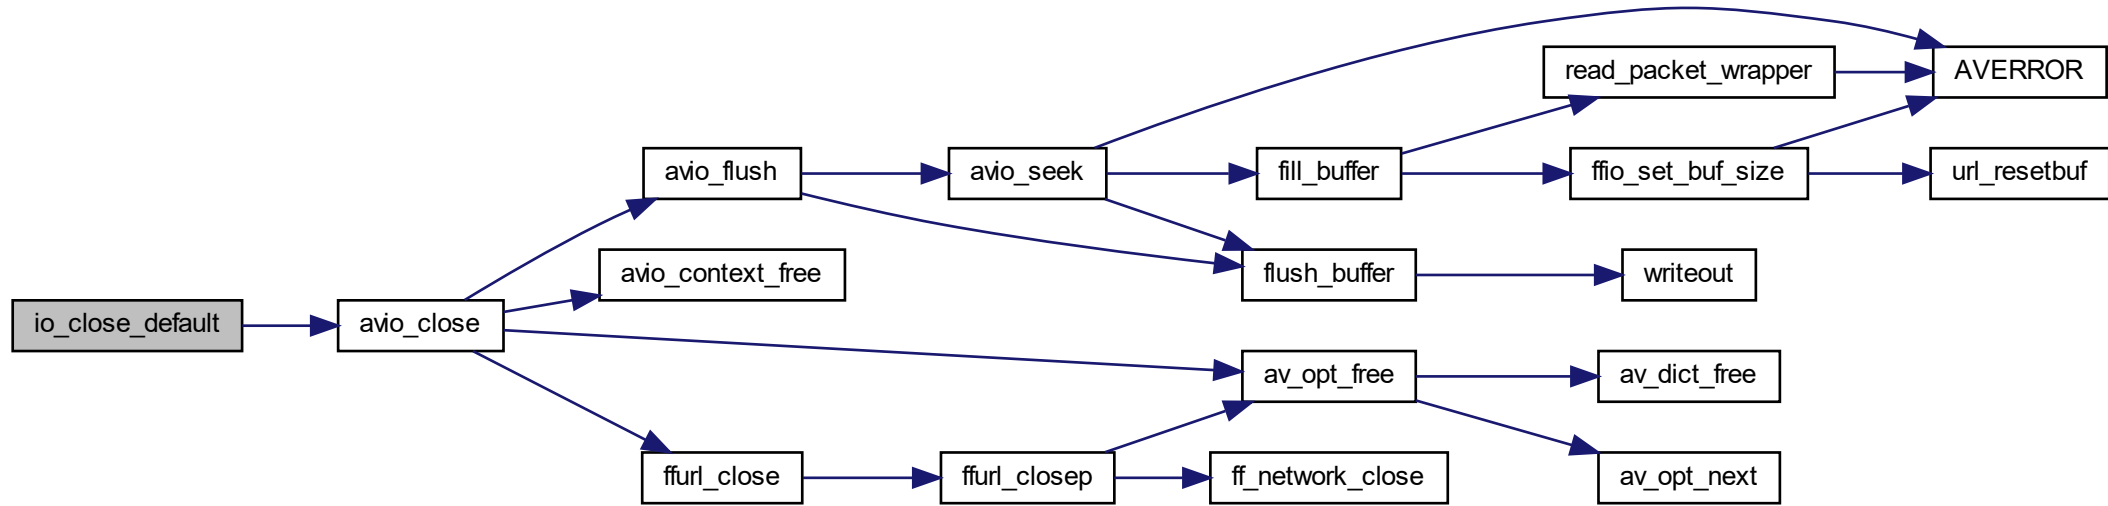 io_close_default
avio_close
avio_flush
avio_context_free
av_opt_free
ffurl_close
avio_seek
flush_buffer
ffurl_closep
fill_buffer
read_packet_wrapper
ffio_set_buf_size
AVERROR
url_resetbuf
writeout
av_dict_free
av_opt_next
ff_network_close